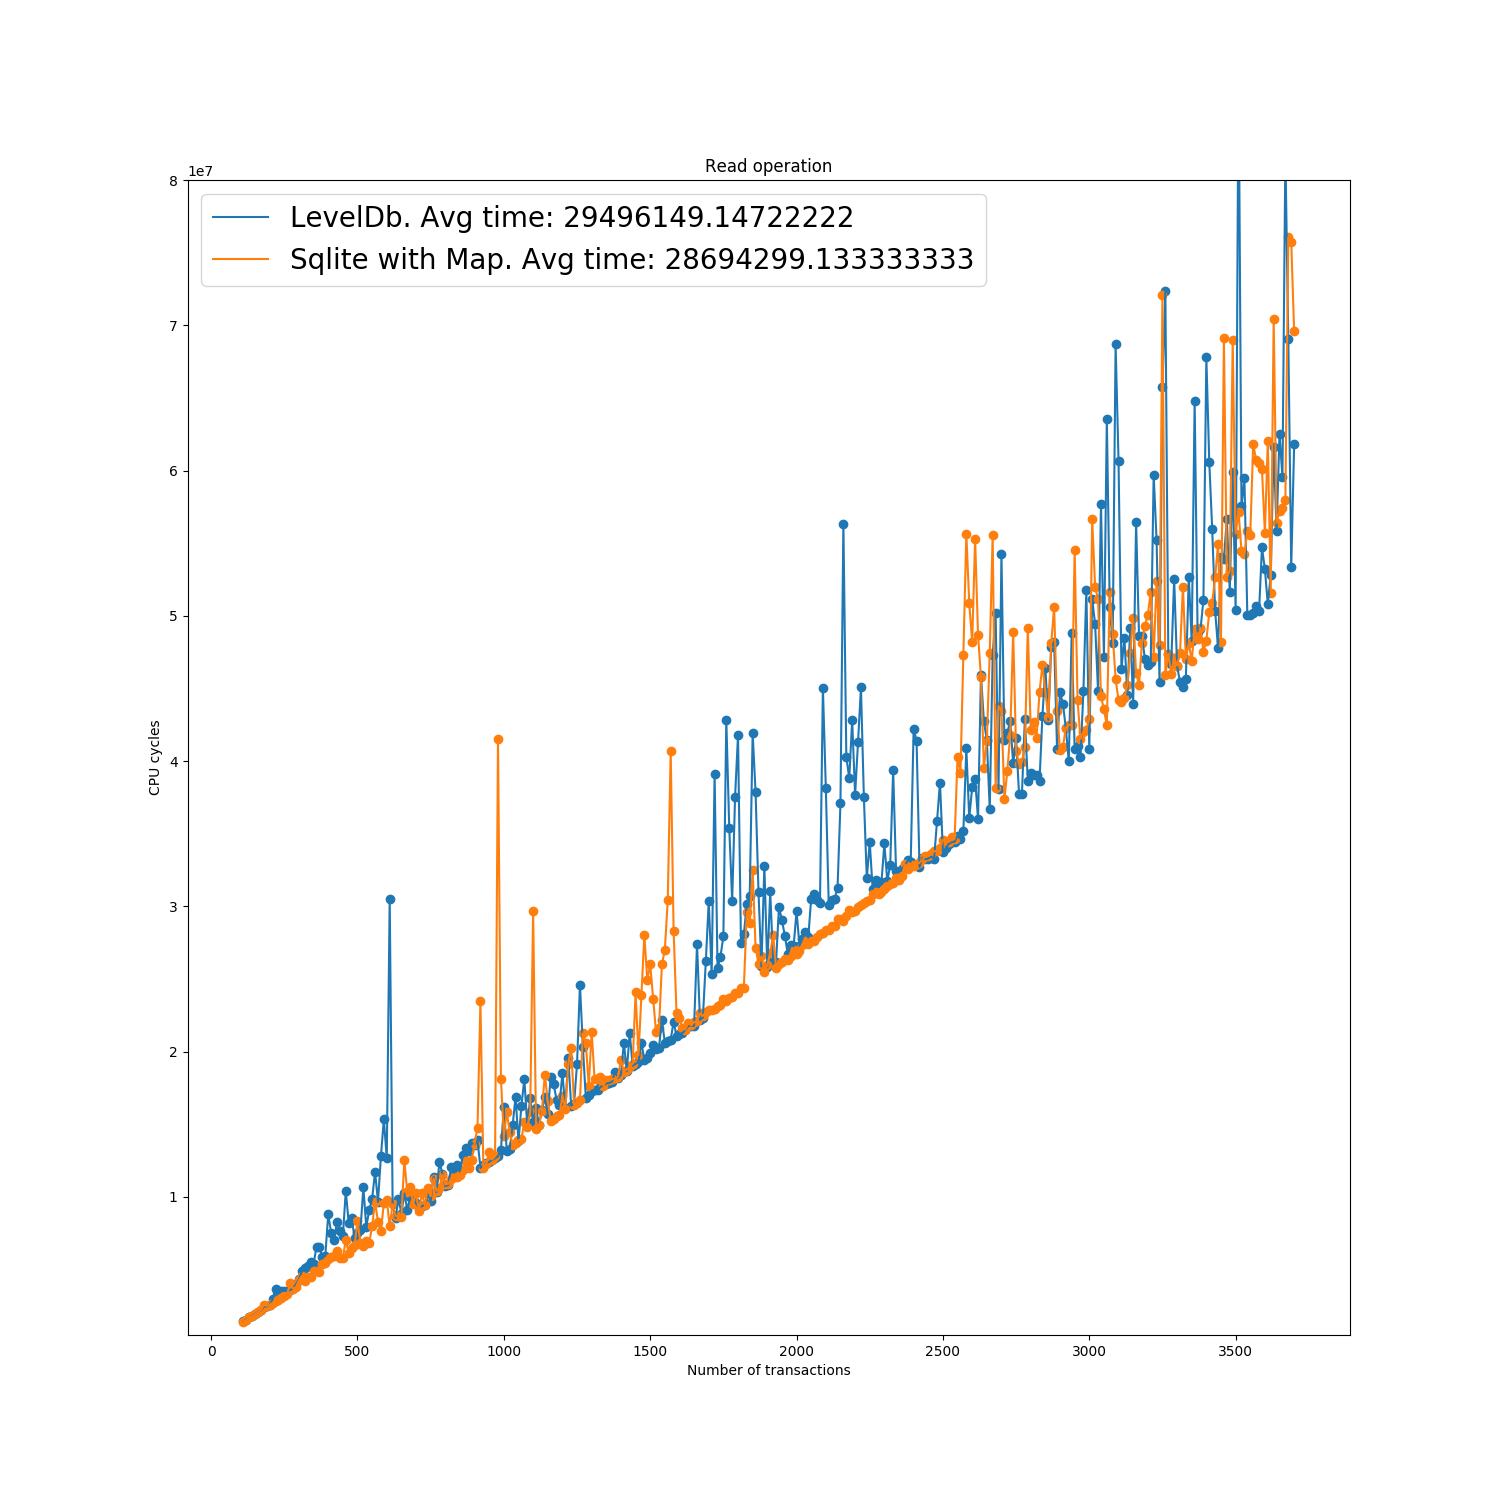 Read operation
1e7
LevelDb. Avg time: 29496149.14722222
Sqlite with Map. Avg time: 28694299.133333333
8
7
6
5
4
3
2
1
CPU cycles
0 500 1000 1500 2000 2500 3000 3500
Number of transactions